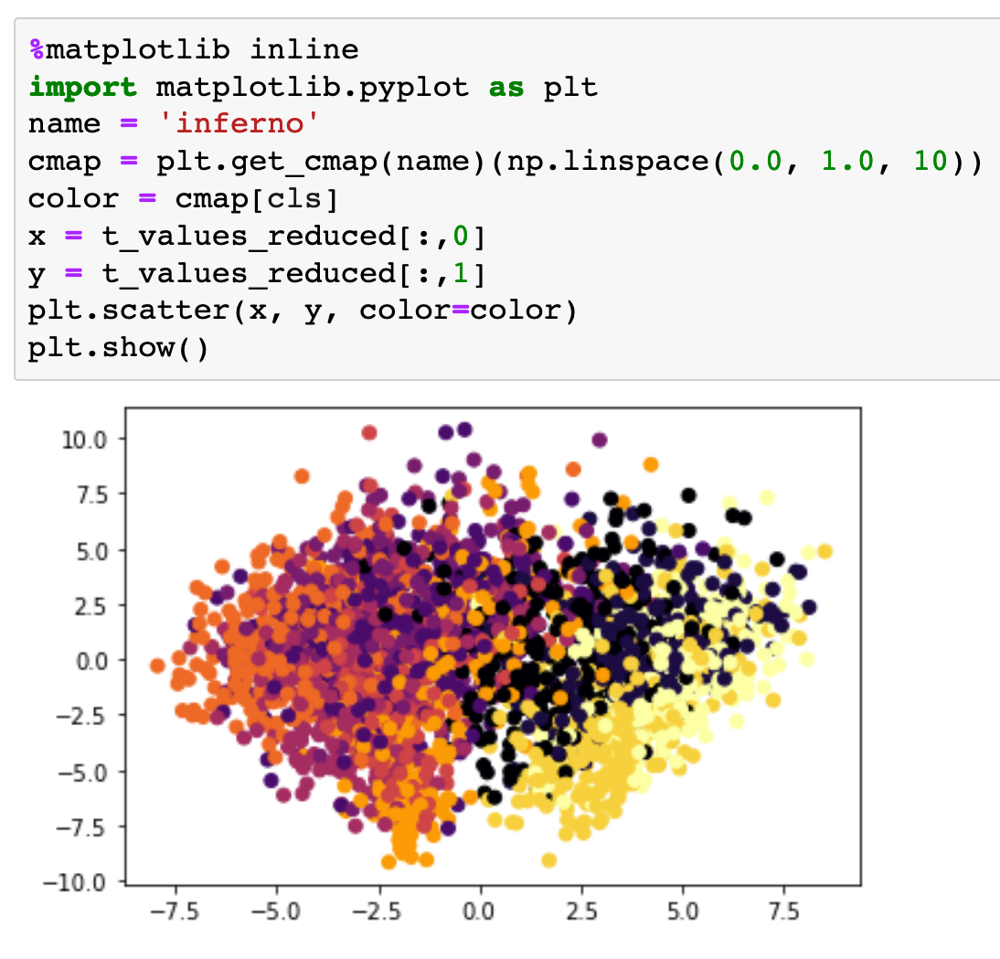 %matplotlib inline
import matplotlib.pyplot as plt
name = 'inferno'
cmap = plt.get_cmap(name)(np.linspace(0.0, 1.0, 10))
color = cmap[cls]
x = t_values_reduced[:,0]
y = t_values_reduced[:,1]
plt.scatter(x, y, color=color)
plt.show()
10.0
7.5
5.0
2.5
0.0
−2.5
−5.0
−7.5
−10.0
−7.5 −5.0 −2.5 0.0 2.5 5.0 7.5